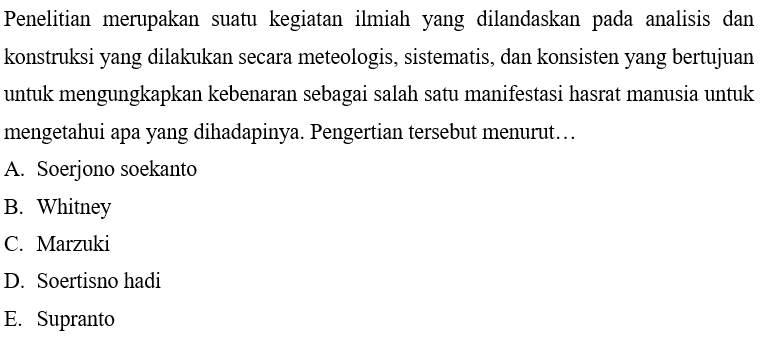 Penelitian merupakan suatu kegiatan ilmiah yang dilandaskan pada analisis dan
konstruksi yang dilakukan secara meteologis, sistematis, dan konsisten yang bertujuan
untuk mengungkapkan kebenaran sebagai salah satu manifestasi hasrat manusia untuk
mengetahui apa yang dihadapinya. Pengertian tersebut menurut…
A. Soerjono soekanto
B. Whitney
C. Marzuki
D. Soertisno hadi
E. Supranto